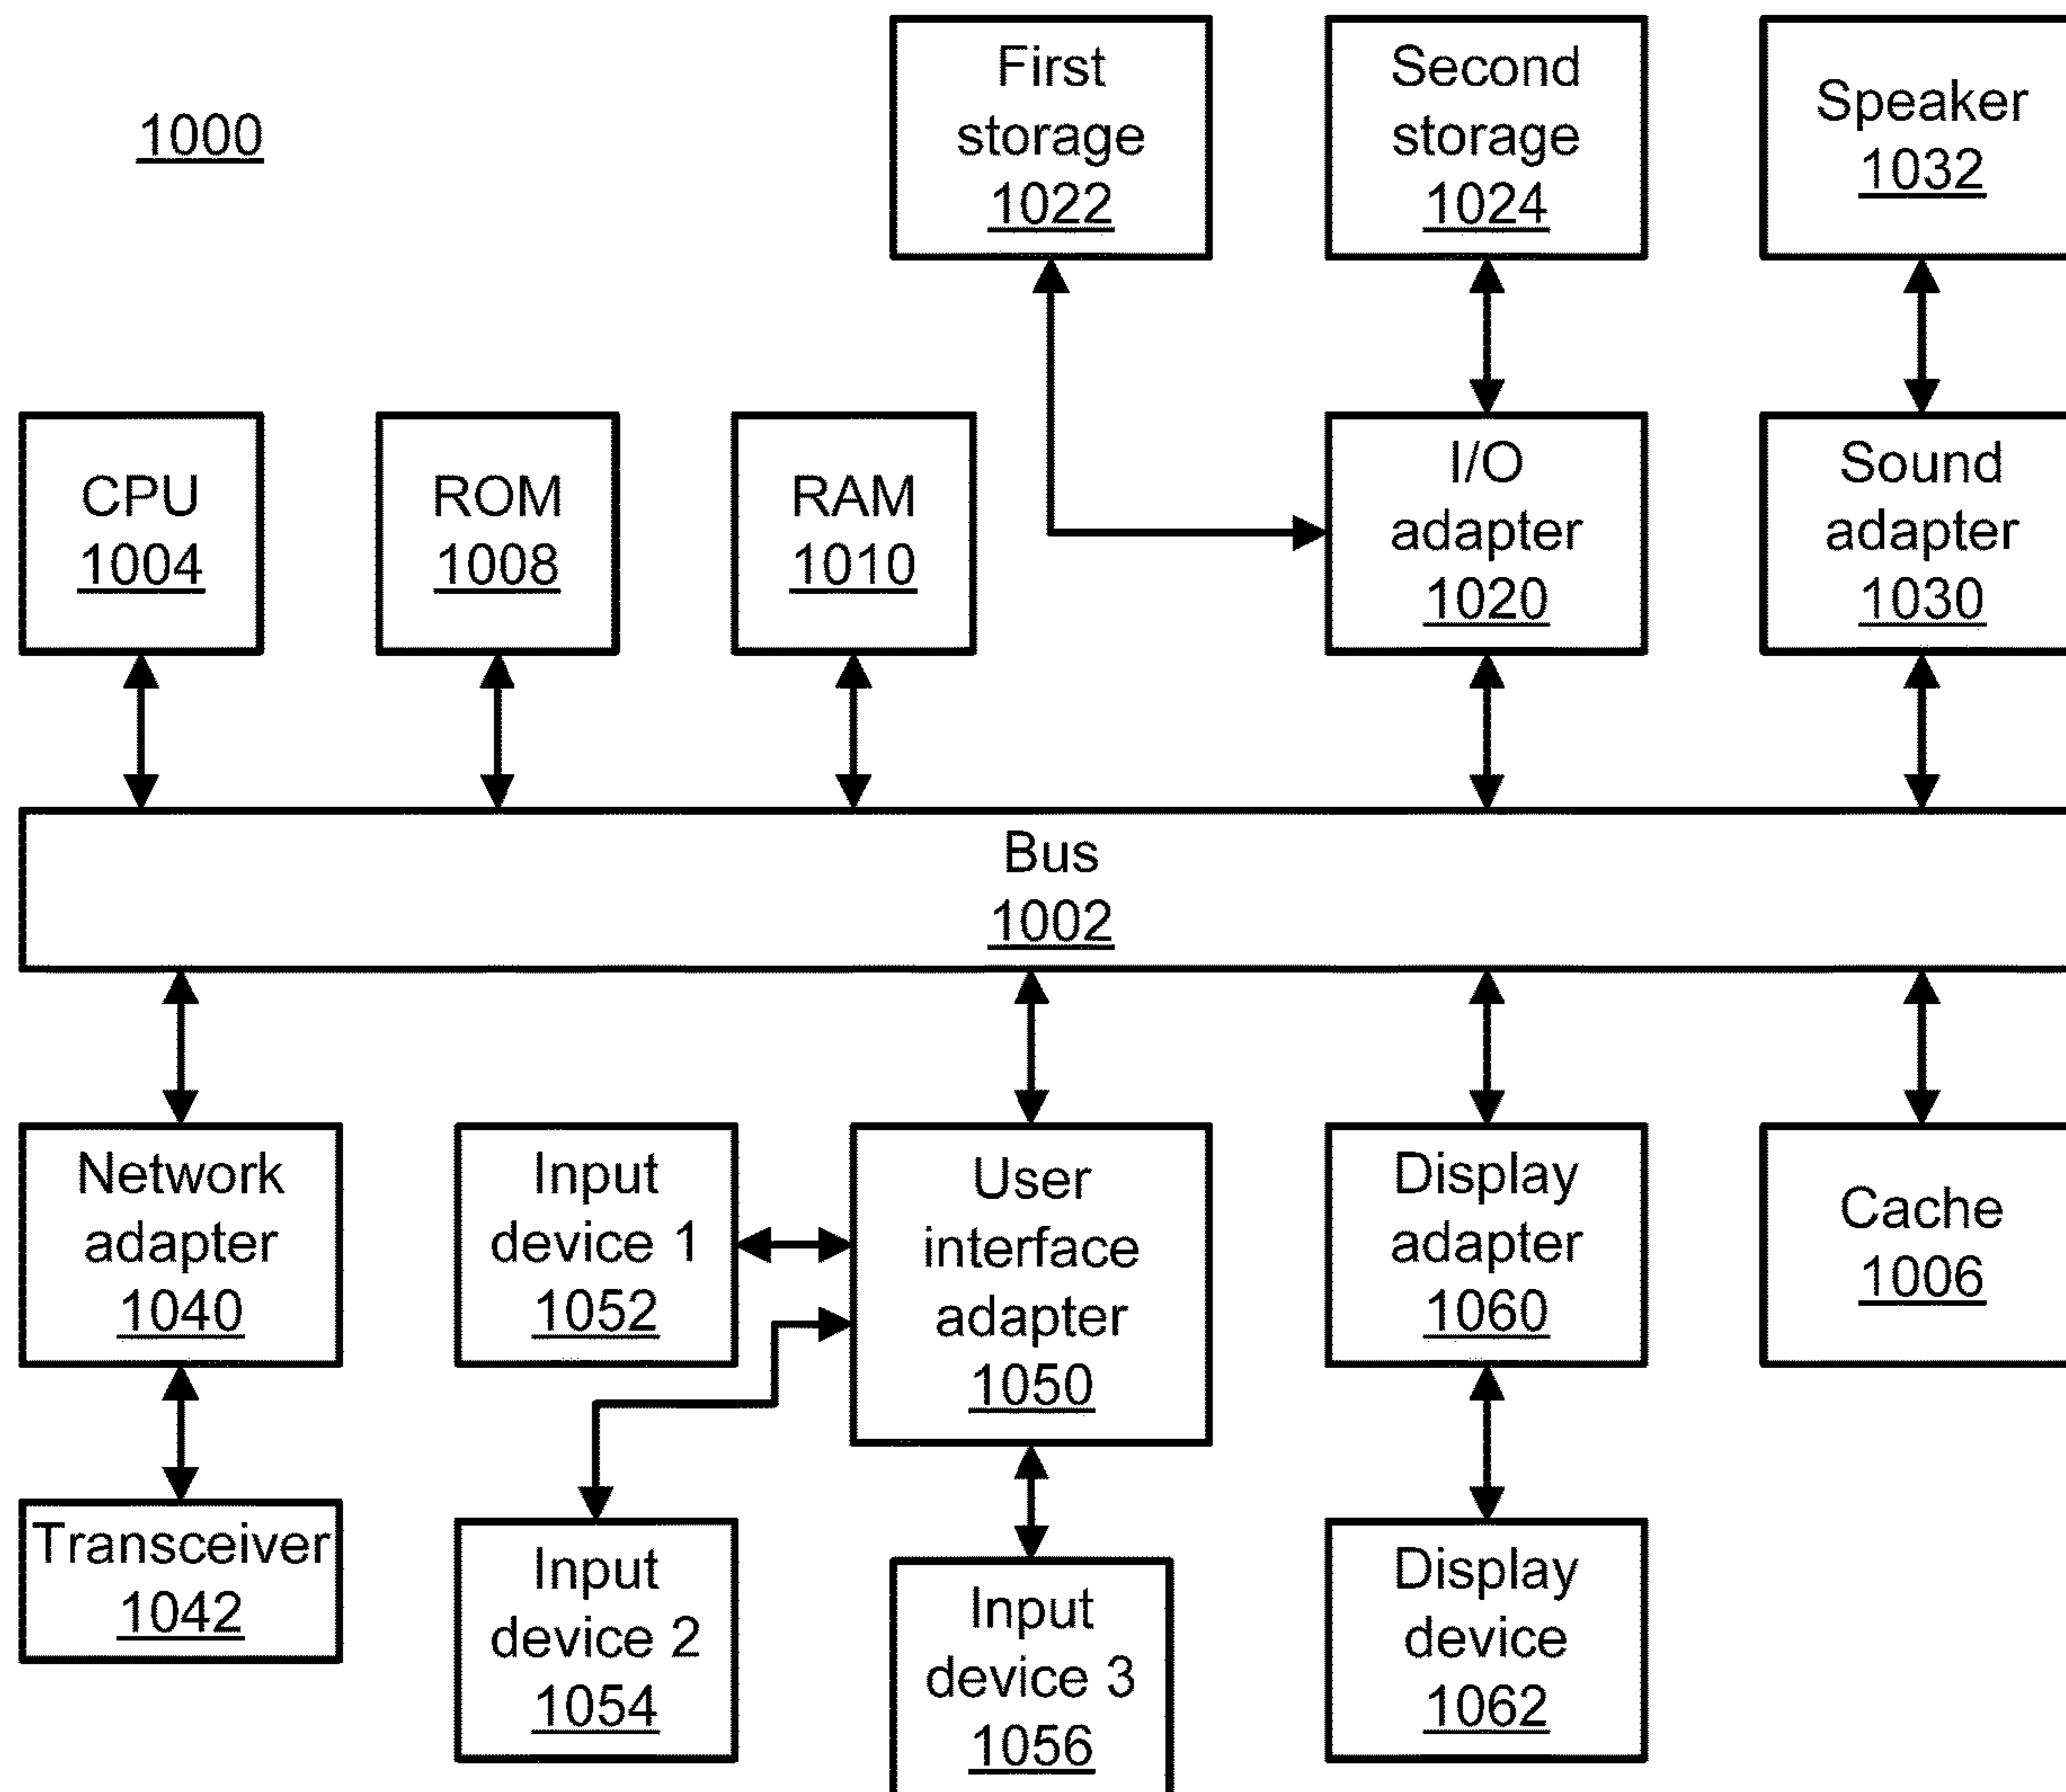 1000
First
storage
1022
Second
storage
1024
Speaker
1032
CPU
1004
ROM
1008
RAM
1010
I/O
adapter
1020
Sound
adapter
1030
Bus
1002
Network
adapter
1040
Input
device 1
1052
User
interface
adapter
1050
Display
adapter
1060
Cache
1006
Transceiver
1042
Input
device 2
1054
Input
device 3
1056
Display
device
1062